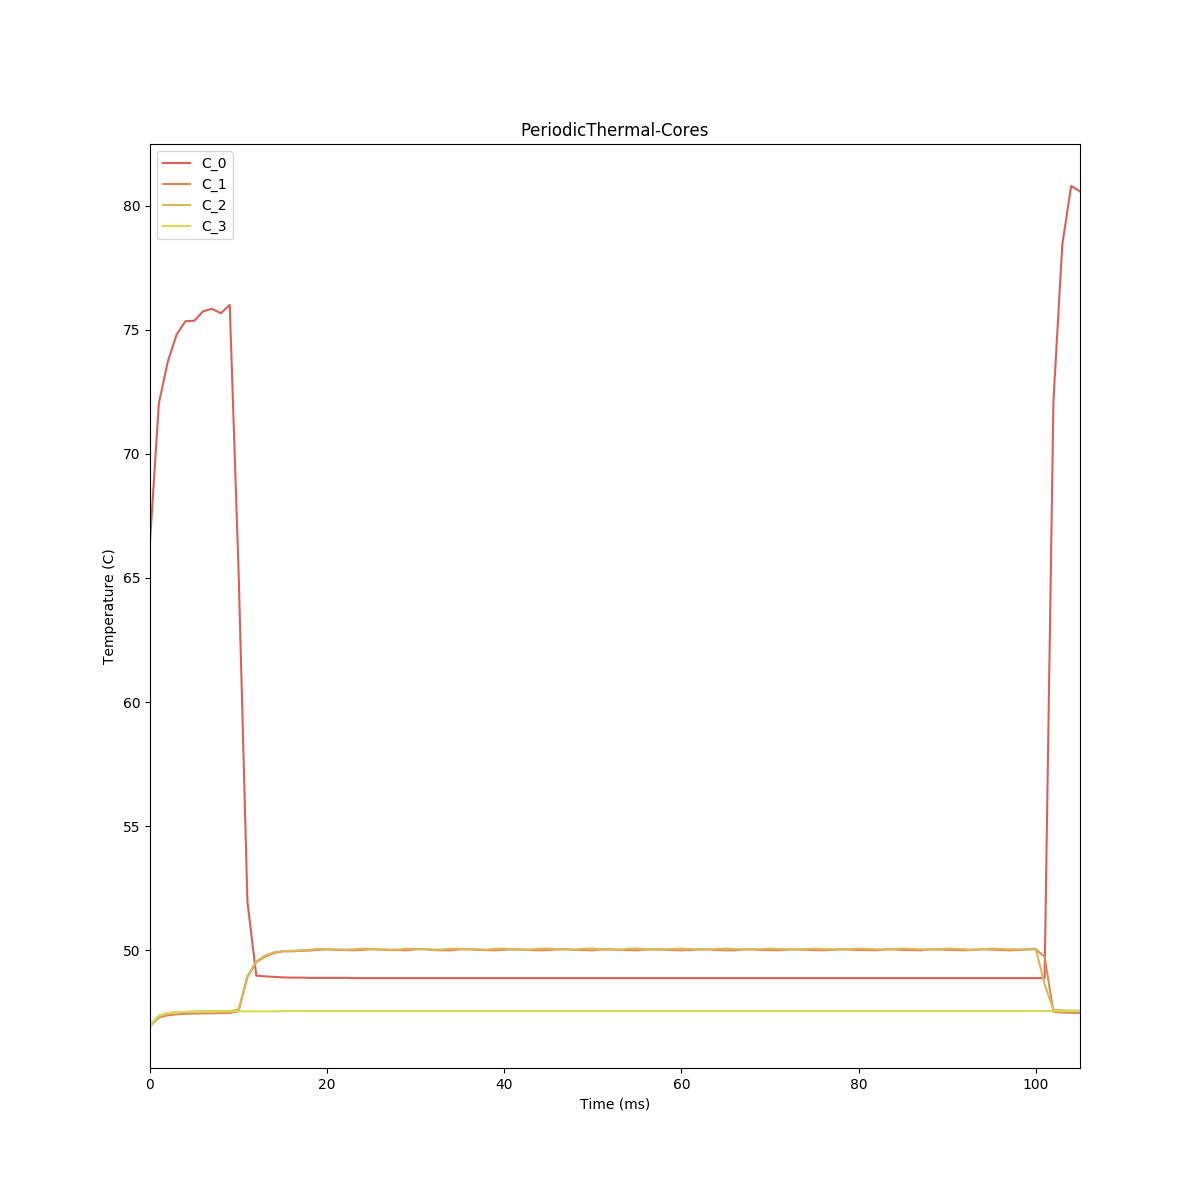 PeriodicThermal-Cores
C_0
C_1
C_2
C_3
80
75
70
65
60
55
50
Temperature (C)
0 20 40 60 80 100
Time (ms)